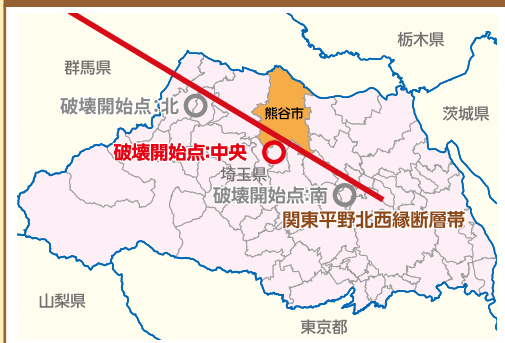 栃木県
群馬県
破壊開始点:北
熊谷市
茨城県
破壊開始点:中央
埼玉県
破壊開始点:南
関東平野北西縁断層帯
山梨県
東京都